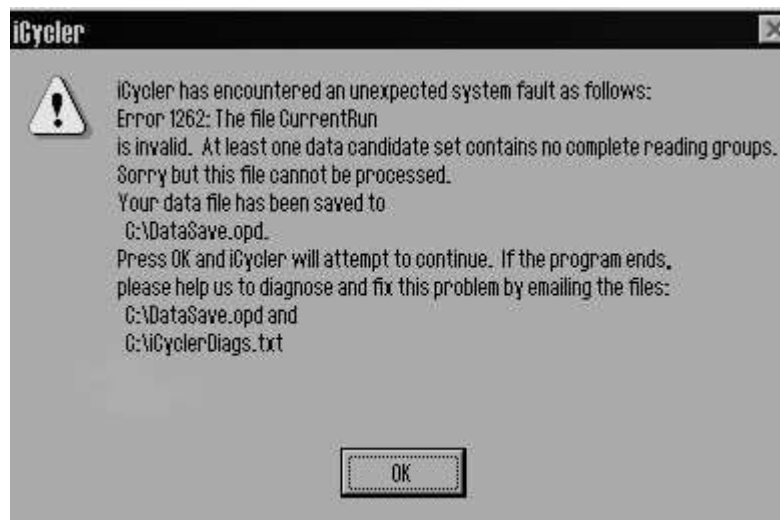 iCycler
iCycler has encountered an unexpected system fault as follows:
Error 1262: The file CurrentRun
is invalid. At least one data candidate set contains no complete reading groups.
Sorry but this file cannot be processed.
Your data file has been saved to
C:\DataSave.opd.
Press OK and iCycler will attempt to continue. If the program ends,
please help us to diagnose and fix this problem by emailing the files:
C:\DataSave.opd and
C:\iCyclerDiags.txt
OK